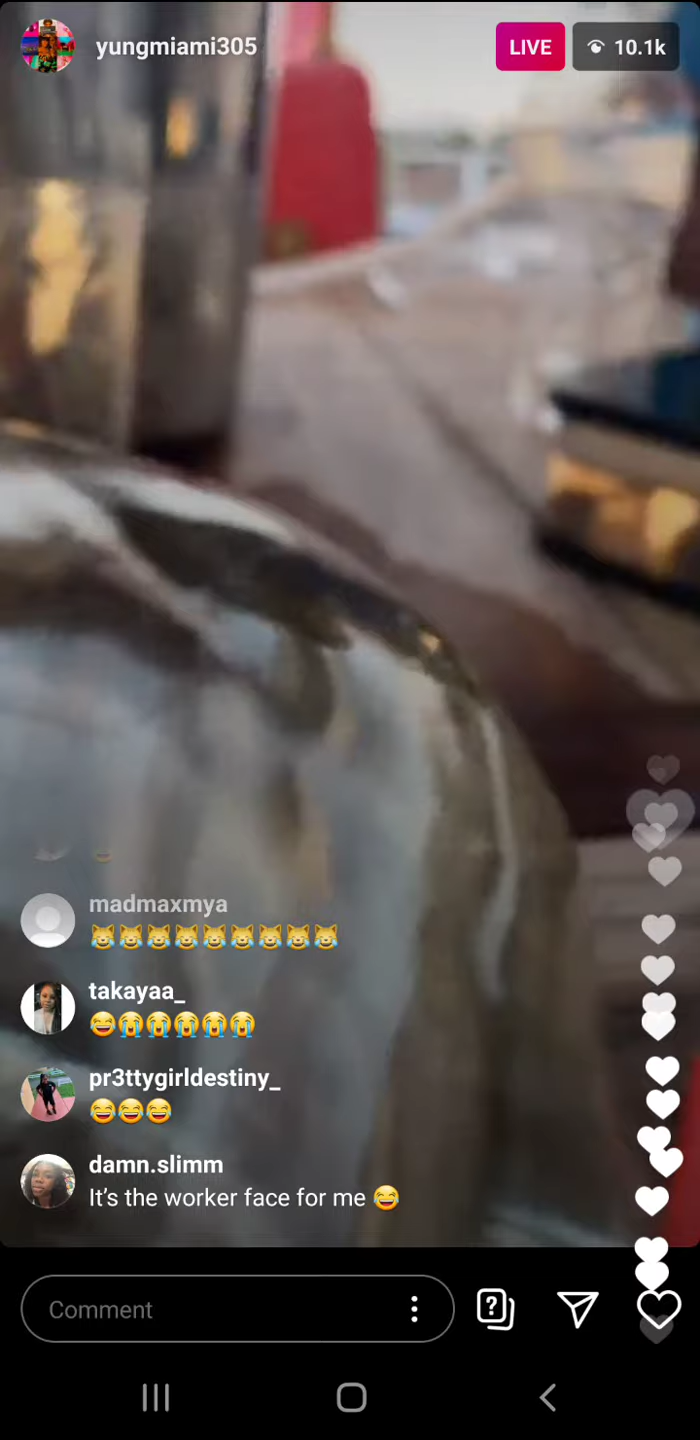 yungmiami305
LIVE 10.1k
madmaxmya
😹😹😹😹😹😹😹😹😹
takayaa_
😂😭😭😭😭😭
pr3ttygirldestiny_
😂😂😂
damn.slimm
It's the worker face for me 😂
Comment